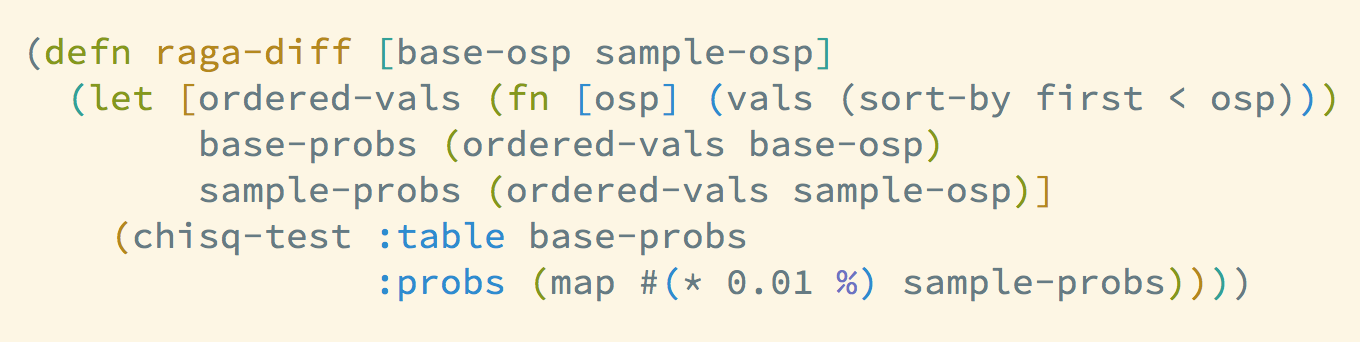 (defn raga-diff [base-osp sample-osp]
  (let [ordered-vals (fn [osp] (vals (sort-by first < osp)))
        base-probs (ordered-vals base-osp)
        sample-probs (ordered-vals sample-osp)]
    (chisq-test :table base-probs
                :probs (map #(* 0.01 %) sample-probs))))